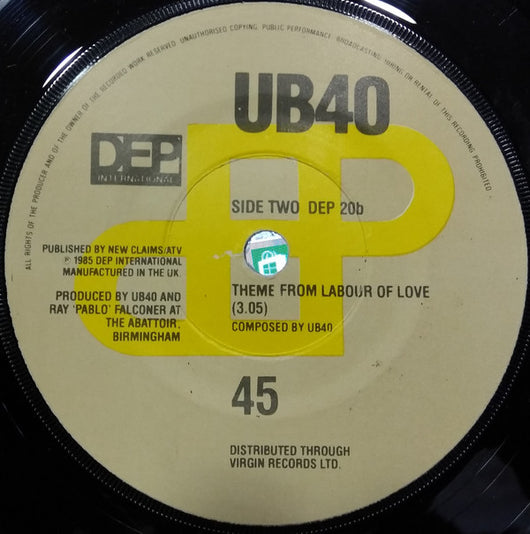 ALL RIGHTS OF THE PRODUCER AND OF THE OWNER OF THE RECORDED WORK RESERVED. UNAUTHORISED COPYING, PUBLIC PERFORMANCE, BROADCASTING, HIRING OR RENTAL OF THIS RECORDING PROHIBITED
UB40
DEP
INTERNATIONAL
SIDE TWO DEP 20b
PUBLISHED BY NEW CLAIMS/ATV
℗ 1985 DEP INTERNATIONAL
MANUFACTURED IN THE UK.
PRODUCED BY UB40 AND
RAY 'PABLO' FALCONER AT
THE ABATTOIR,
BIRMINGHAM
THEME FROM LABOUR OF LOVE
(3.05)
COMPOSED BY UB40
45
DISTRIBUTED THROUGH
VIRGIN RECORDS LTD.